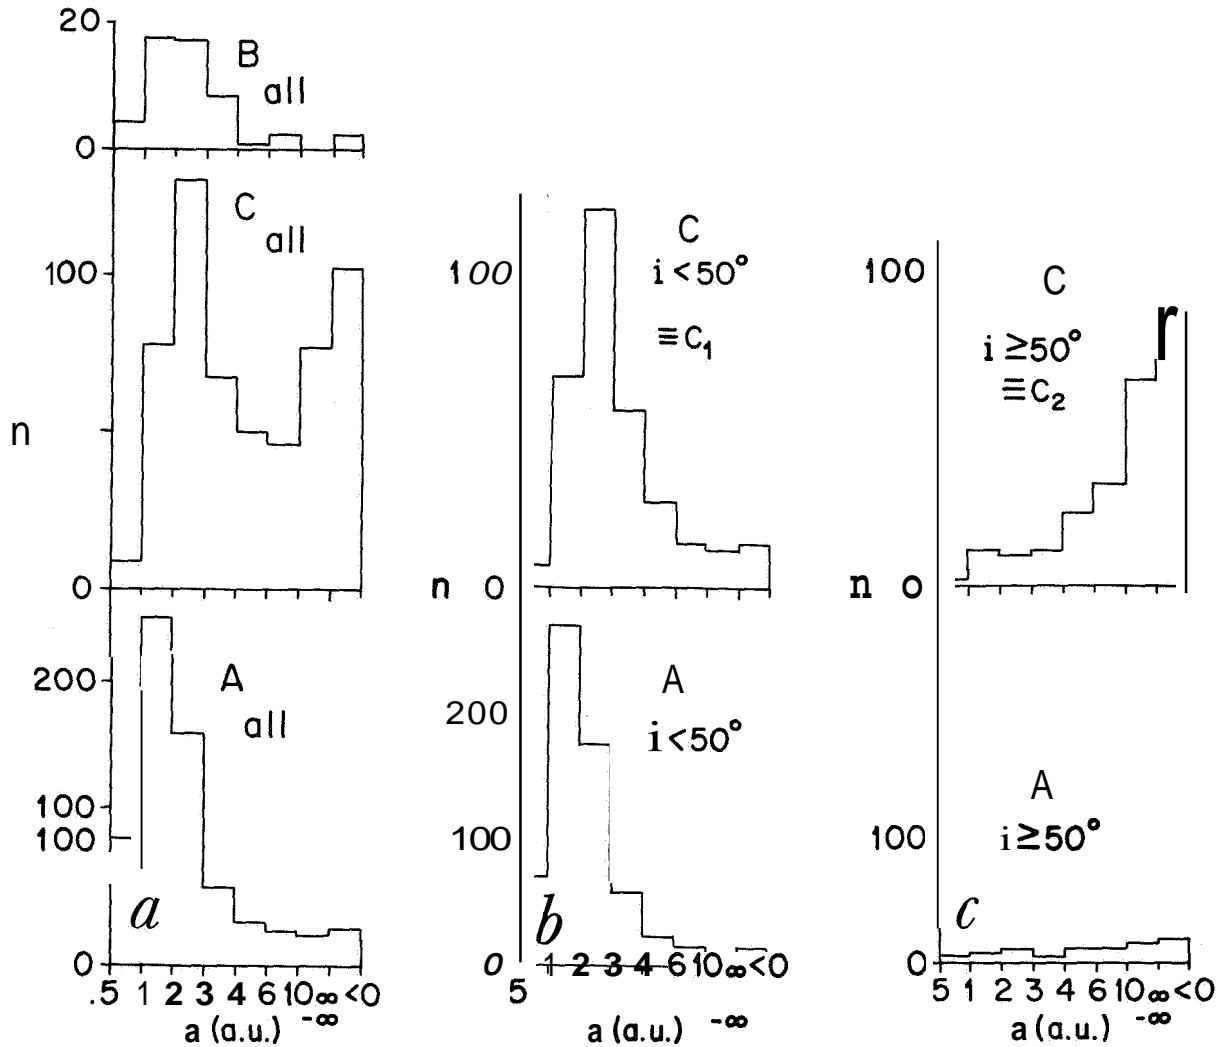 20
B
all
0
C
all
100
n
0
200
A
all
100
100
a
0
.5 1 2 3 4 6 10 ∞ <0
a (a.u.) -∞
C
100
i <50°
≡ C₁
n 0
A
200
i <50°
100
b
0 1 2 3 4 6 10 ∞ <0
5
a (a.u.) -∞
100
C
r
i ≥50°
≡ C₂
n o
A
100
i ≥50°
c
0
5 1 2 3 4 6 10 ∞ <0
a (a.u.) -∞